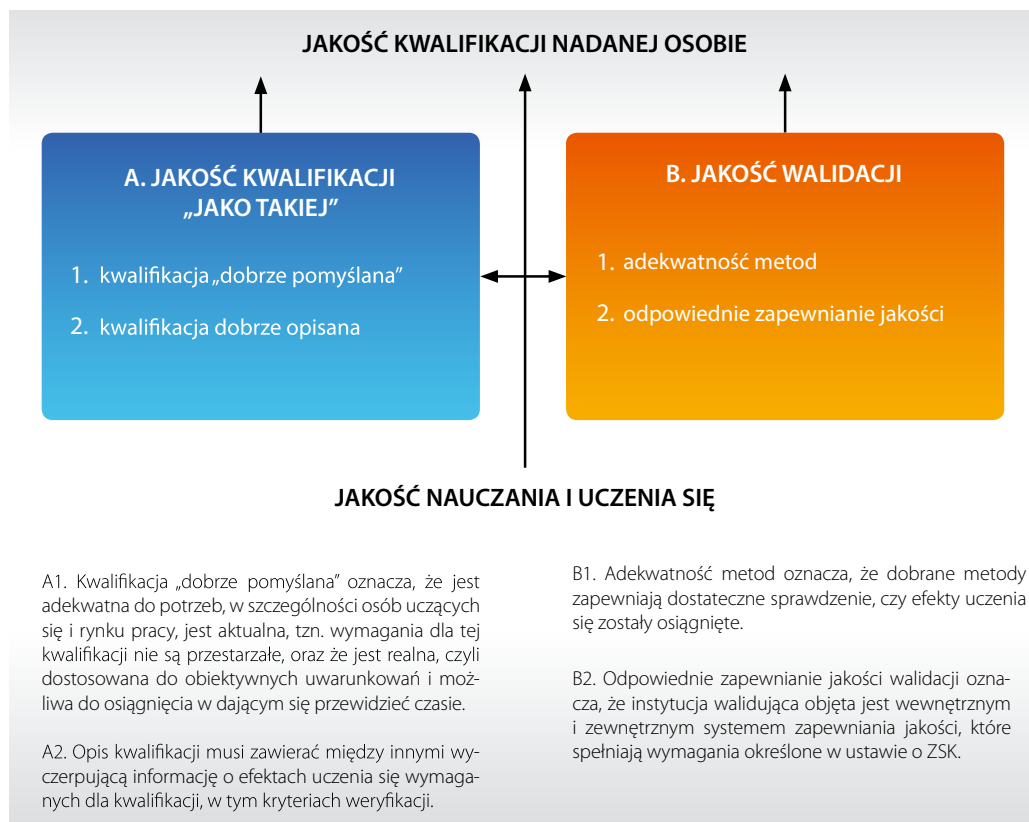 JAKOŚĆ KWALIFIKACJI NADANEJ OSOBIE
A. JAKOŚĆ KWALIFIKACJI
„JAKO TAKIEJ”
1. kwalifikacja „dobrze pomyślana”
2. kwalifikacja dobrze opisana
B. JAKOŚĆ WALIDACJI
1. adekwatność metod
2. odpowiednie zapewnianie jakości
JAKOŚĆ NAUCZANIA I UCZENIA SIĘ
A1. Kwalifikacja „dobrze pomyślana” oznacza, że jest
adekwatna do potrzeb, w szczególności osób uczących
się i rynku pracy, jest aktualna, tzn. wymagania dla tej
kwalifikacji nie są przestarzałe, oraz że jest realna, czyli
dostosowana do obiektywnych uwarunkowań i moż-
liwa do osiągnięcia w dającym się przewidzieć czasie.
A2. Opis kwalifikacji musi zawierać między innymi wy-
czerpującą informację o efektach uczenia się wymaga-
nych dla kwalifikacji, w tym kryteriach weryfikacji.
B1. Adekwatność metod oznacza, że dobrane metody
zapewniają dostateczne sprawdzenie, czy efekty uczenia
się zostały osiągnięte.
B2. Odpowiednie zapewnianie jakości walidacji ozna-
cza, że instytucja walidująca objęta jest wewnętrznym
i zewnętrznym systemem zapewniania jakości, które
spełniają wymagania określone w ustawie o ZSK.